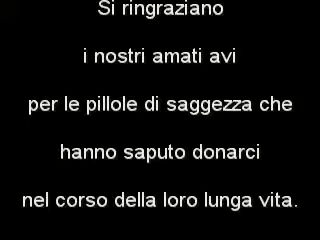 Si ringraziano
i nostri amati avi
per le pillole di saggezza che
hanno saputo donarci
nel corso della loro lunga vita.